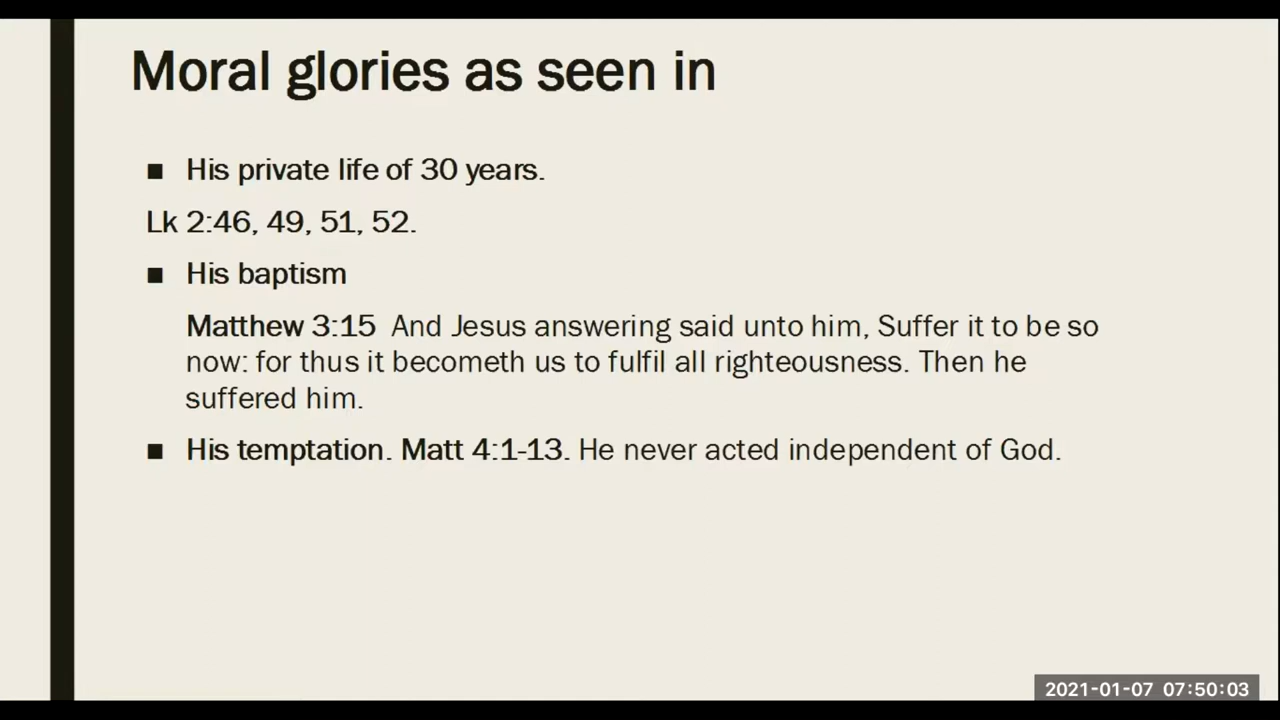 Moral glories as seen in
■ His private life of 30 years.
Lk 2:46, 49, 51, 52.
■ His baptism
Matthew 3:15 And Jesus answering said unto him, Suffer it to be so
now: for thus it becometh us to fulfil all righteousness. Then he
suffered him.
■ His temptation. Matt 4:1-13. He never acted independent of God.
2021-01-07 07:50:03